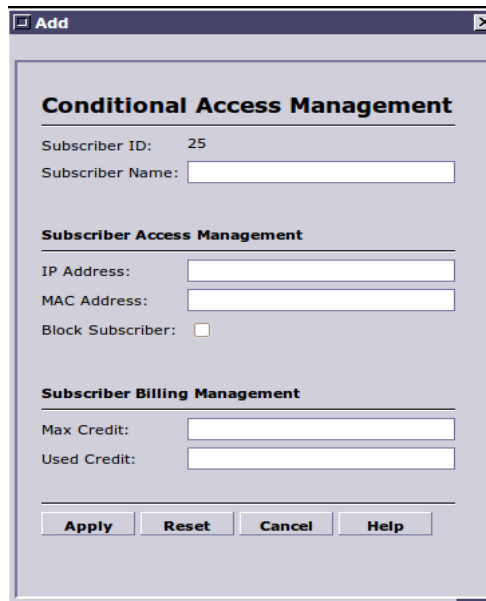 Add
Conditional Access Management
Subscriber ID: 25
Subscriber Name:
Subscriber Access Management
IP Address:
MAC Address:
Block Subscriber:
Subscriber Billing Management
Max Credit:
Used Credit:
Apply Reset Cancel Help